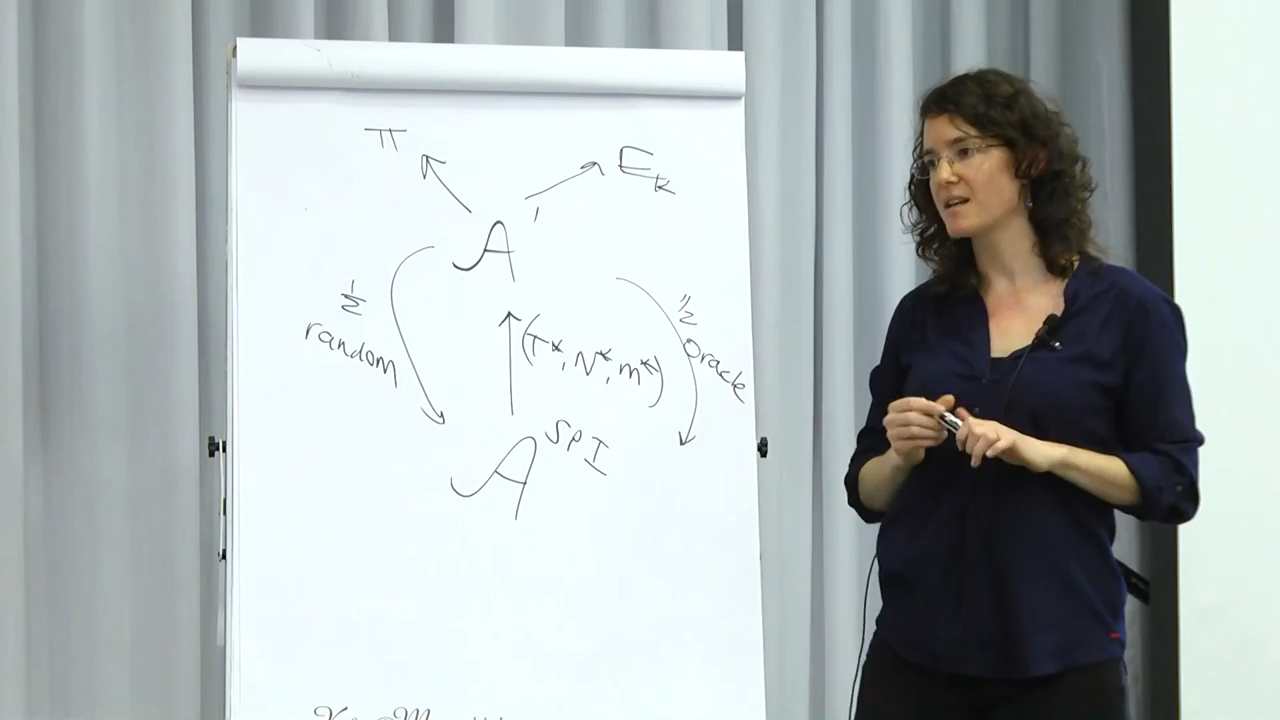 π
E_k
A'
1/2
random
(T*, N*, m*)
1/2
oracle
A^SPI